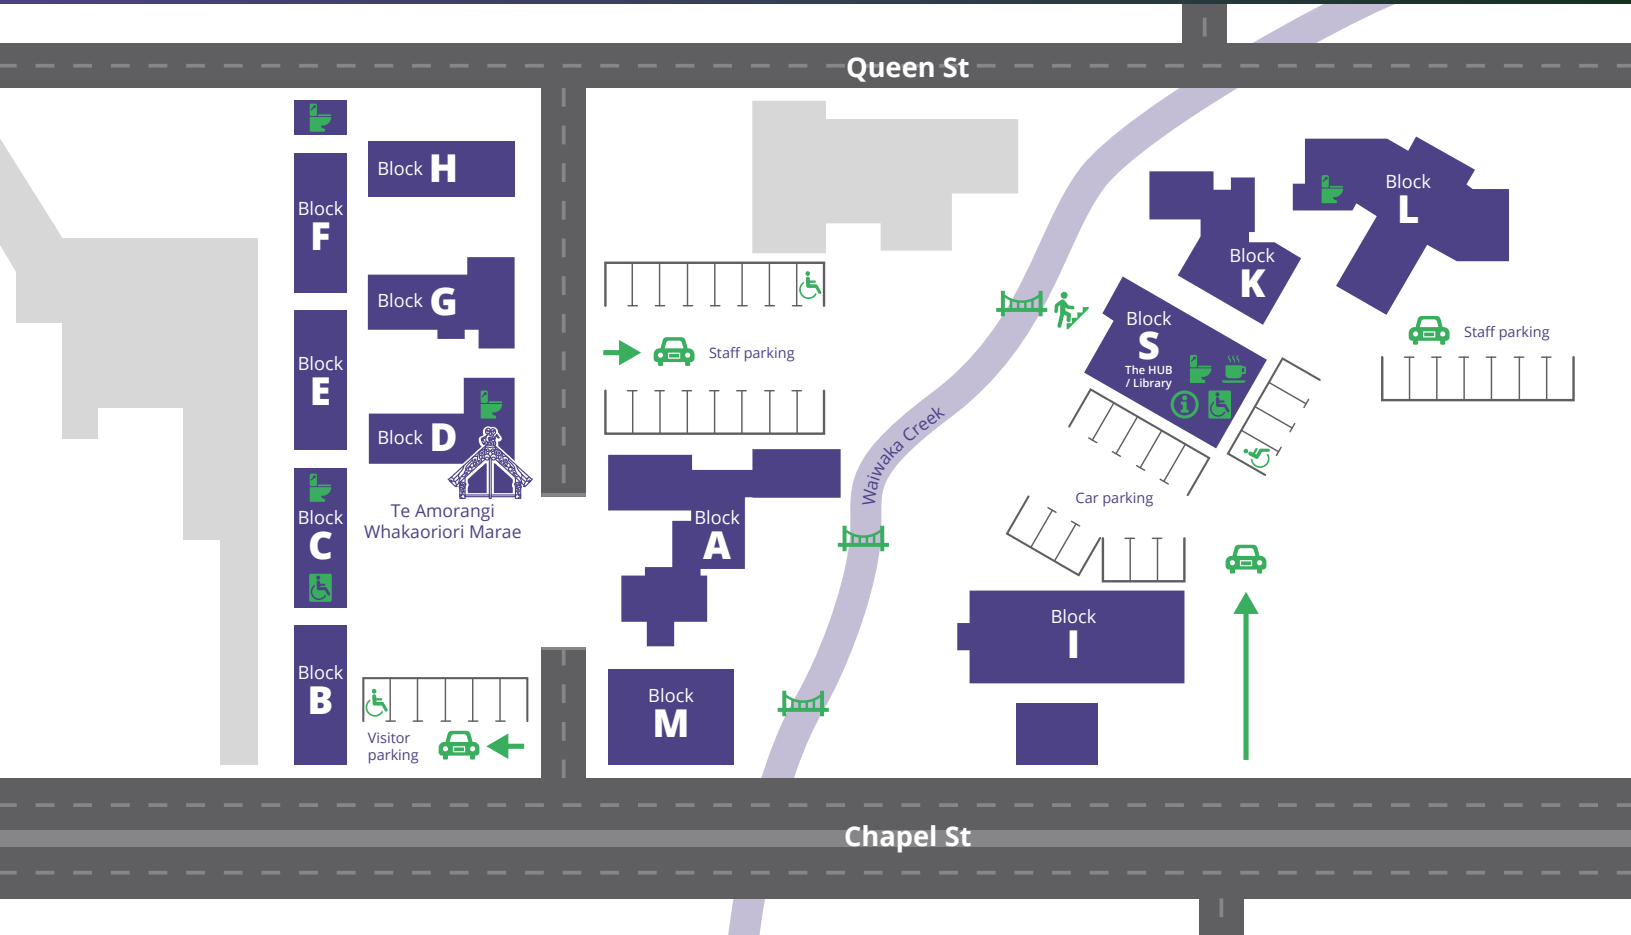 Queen St
Block H
Block
F
Block
L
Block G
Block
K
Block
E
Staff parking
Block
S
The HUB
/ Library
Staff parking
Block D
Waiwaka Creek
Te Amorangi
Whakaoriori Marae
Block
C
Block
A
Car parking
Block
I
Block
B
Block
M
Visitor
parking
Chapel St